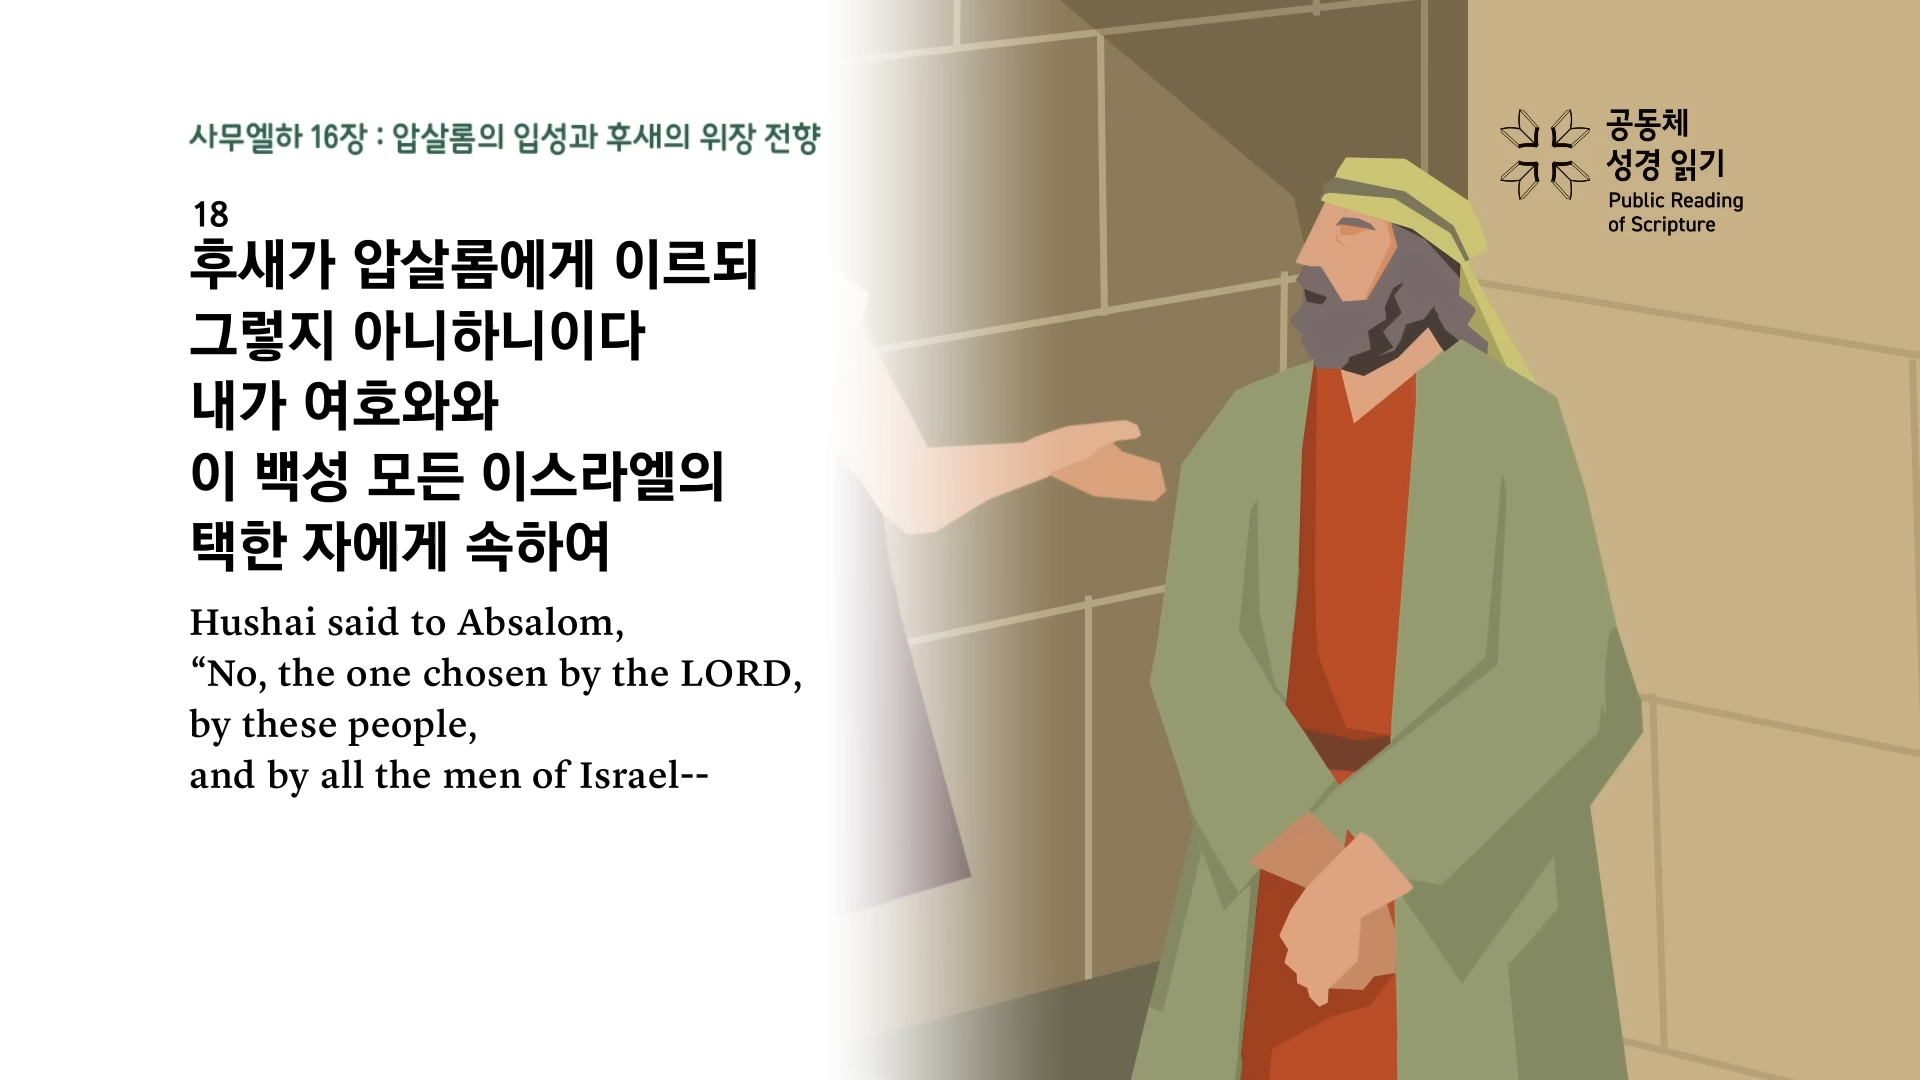 사무엘하 16장 : 압살롬의 입성과 후새의 위장 전향
18
후새가 압살롬에게 이르되
그렇지 아니하니이다
내가 여호와와
이 백성 모든 이스라엘의
택한 자에게 속하여
Hushai said to Absalom,
“No, the one chosen by the LORD,
by these people,
and by all the men of Israel--
공동체
성경 읽기
Public Reading
of Scripture